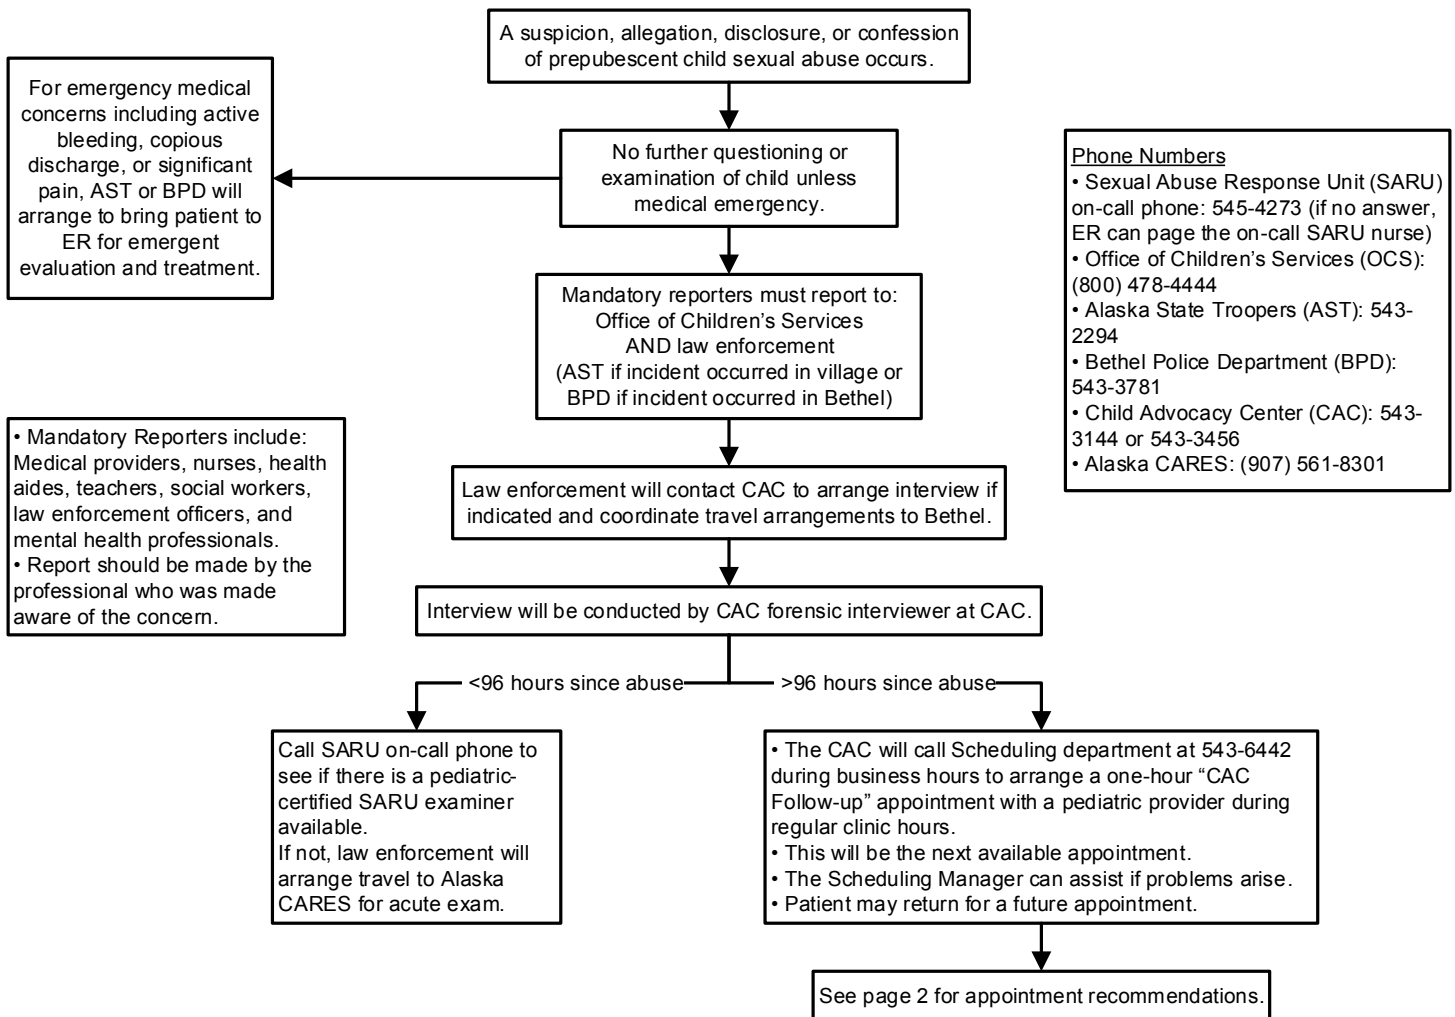 A suspicion, allegation, disclosure, or confession
of prepubescent child sexual abuse occurs.
For emergency medical
concerns including active
bleeding, copious
discharge, or significant
pain, AST or BPD will
arrange to bring patient to
ER for emergent
evaluation and treatment.
No further questioning or
examination of child unless
medical emergency.
Phone Numbers
• Sexual Abuse Response Unit (SARU)
on-call phone: 545-4273 (if no answer,
ER can page the on-call SARU nurse)
• Office of Children’s Services (OCS):
(800) 478-4444
• Alaska State Troopers (AST): 543-
2294
• Bethel Police Department (BPD):
543-3781
• Child Advocacy Center (CAC): 543-
3144 or 543-3456
• Alaska CARES: (907) 561-8301
Mandatory reporters must report to:
Office of Children’s Services
AND law enforcement
(AST if incident occurred in village or
BPD if incident occurred in Bethel)
• Mandatory Reporters include:
Medical providers, nurses, health
aides, teachers, social workers,
law enforcement officers, and
mental health professionals.
• Report should be made by the
professional who was made
aware of the concern.
Law enforcement will contact CAC to arrange interview if
indicated and coordinate travel arrangements to Bethel.
Interview will be conducted by CAC forensic interviewer at CAC.
<96 hours since abuse
>96 hours since abuse
Call SARU on-call phone to
see if there is a pediatric-
certified SARU examiner
available.
If not, law enforcement will
arrange travel to Alaska
CARES for acute exam.
• The CAC will call Scheduling department at 543-6442
during business hours to arrange a one-hour “CAC
Follow-up” appointment with a pediatric provider during
regular clinic hours.
• This will be the next available appointment.
• The Scheduling Manager can assist if problems arise.
• Patient may return for a future appointment.
See page 2 for appointment recommendations.